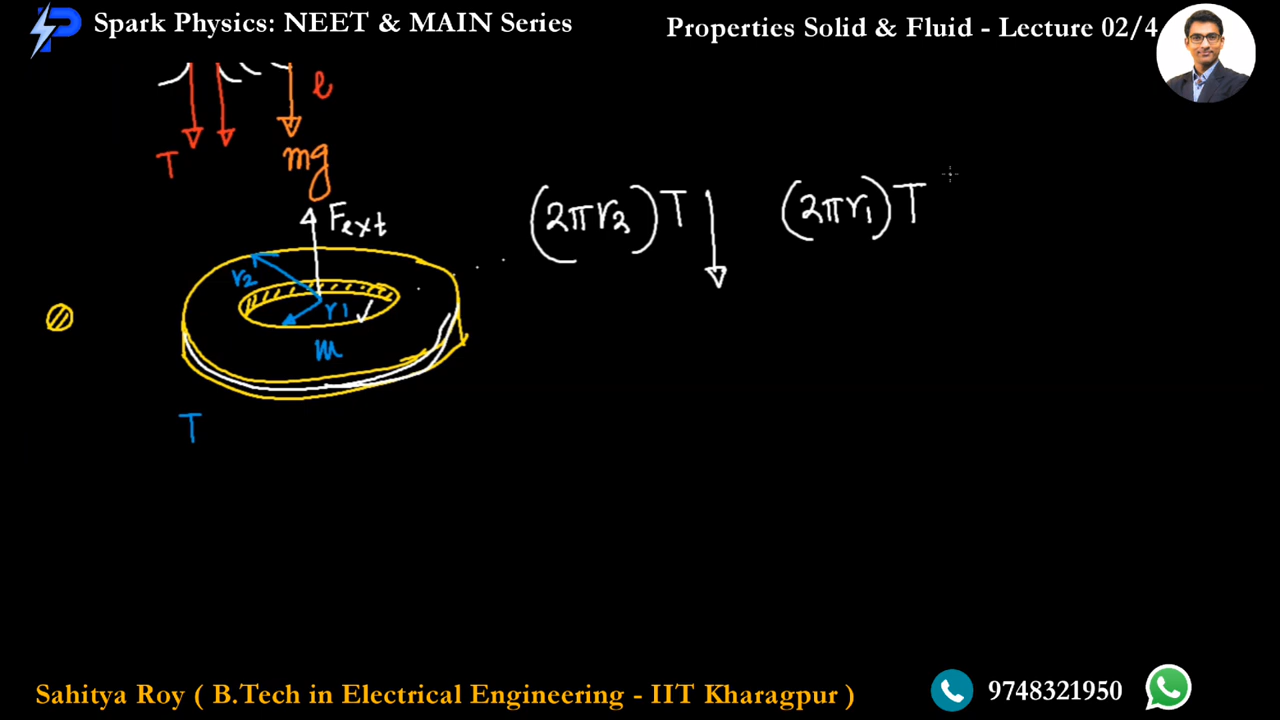 Spark Physics: NEET & MAIN Series
Properties Solid & Fluid - Lecture 02/4
l
T
mg
Fext
(2πr2)T (2πr1)T
r2
r1
m
T
Sahitya Roy ( B.Tech in Electrical Engineering - IIT Kharagpur )
9748321950